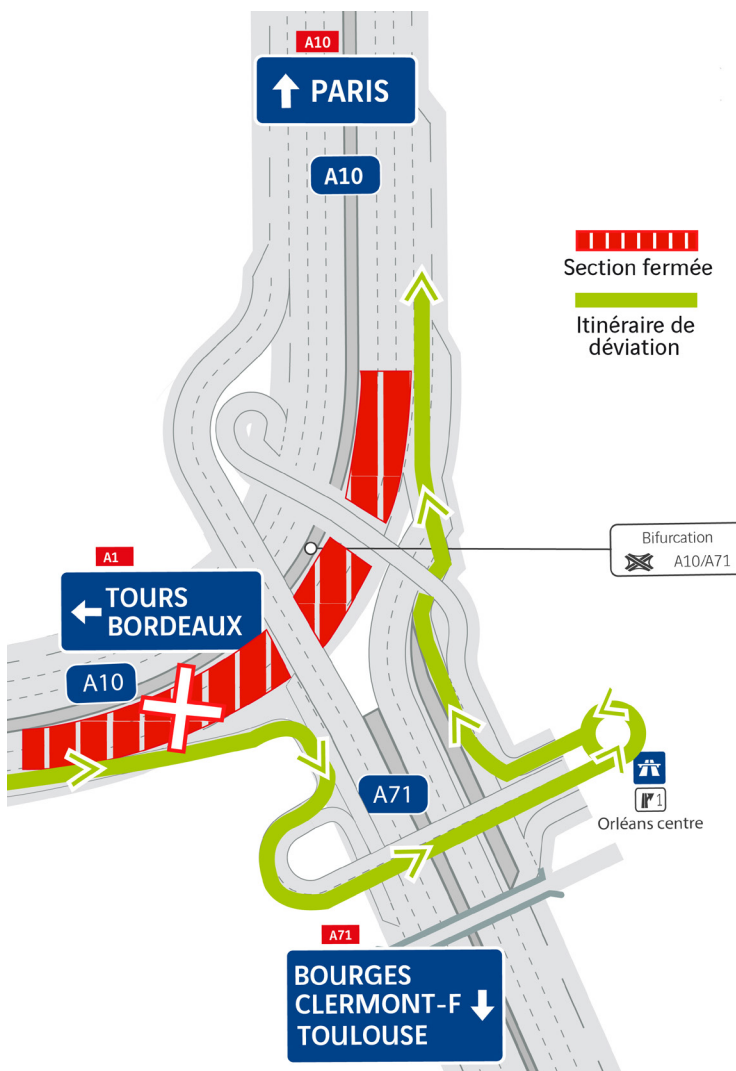 A10
PARIS
A10
Section fermée
Itinéraire de
déviation
Bifurcation
A10/A71
A1
TOURS
BORDEAUX
A10
A71
1
Orléans centre
A71
BOURGES
CLERMONT-F
TOULOUSE